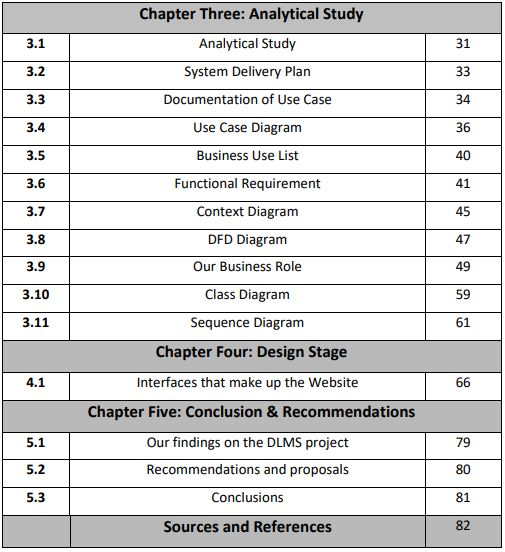 Chapter Three: Analytical Study
3.1 Analytical Study 31
3.2 System Delivery Plan 33
3.3 Documentation of Use Case 34
3.4 Use Case Diagram 36
3.5 Business Use List 40
3.6 Functional Requirement 41
3.7 Context Diagram 45
3.8 DFD Diagram 47
3.9 Our Business Role 49
3.10 Class Diagram 59
3.11 Sequence Diagram 61
Chapter Four: Design Stage
4.1 Interfaces that make up the Website 66
Chapter Five: Conclusion & Recommendations
5.1 Our findings on the DLMS project 79
5.2 Recommendations and proposals 80
5.3 Conclusions 81
Sources and References 82